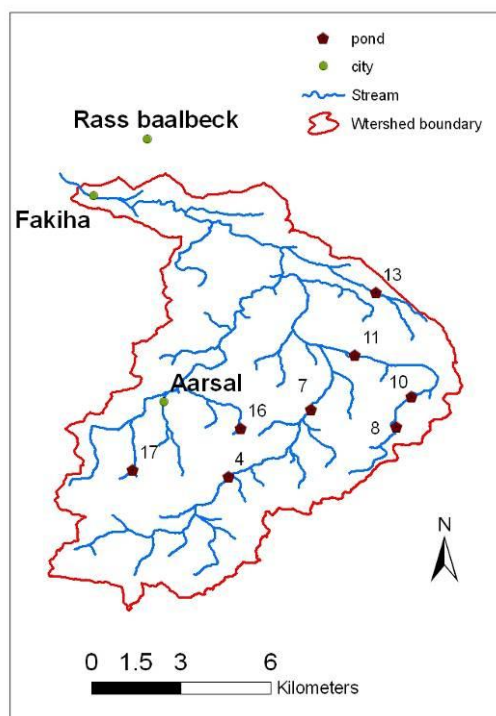 pond
city
Stream
Wtershed boundary
Rass baalbeck
Fakiha
13
11
Aarsal
10
7
16
8
17
4
N
0 1.5 3 6
Kilometers